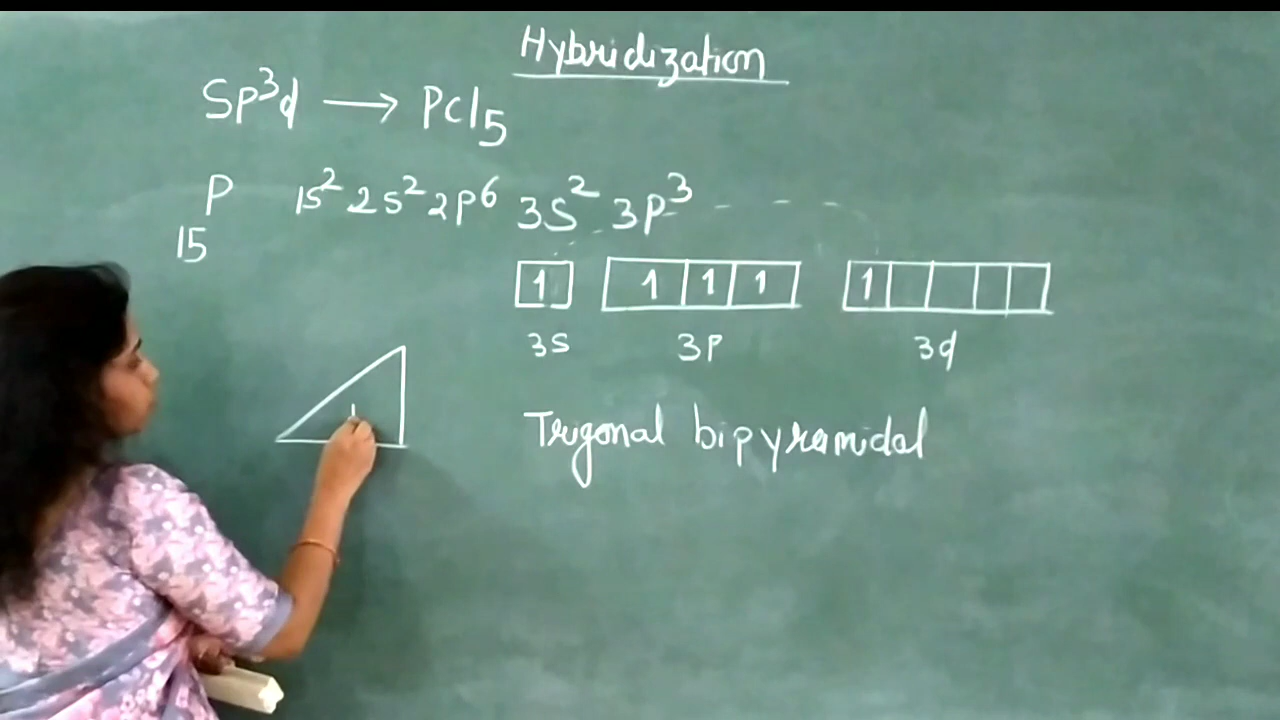 Hybridization
Sp³d → PCl₅
P 1s² 2s² 2p⁶ 3s² 3p³
15
1 1 1 1 1
3s 3p 3d
Trigonal bipyramidal